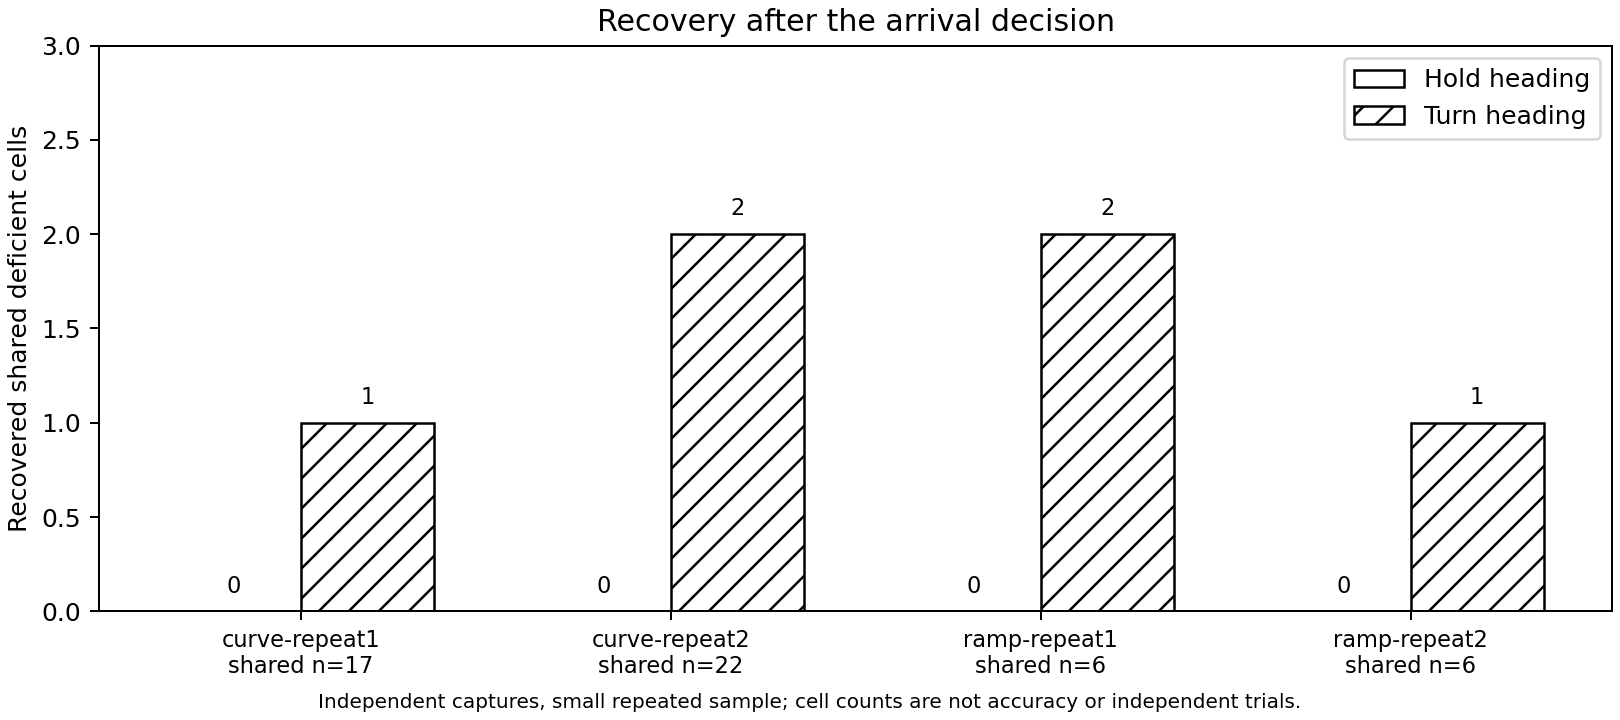 Recovery after the arrival decision
Recovered shared deficient cells
3.0
2.5
2.0
1.5
1.0
0.5
0.0
Hold heading
Turn heading
0
1
0
2
0
2
0
1
curve-repeat1
shared n=17
curve-repeat2
shared n=22
ramp-repeat1
shared n=6
ramp-repeat2
shared n=6
Independent captures, small repeated sample; cell counts are not accuracy or independent trials.